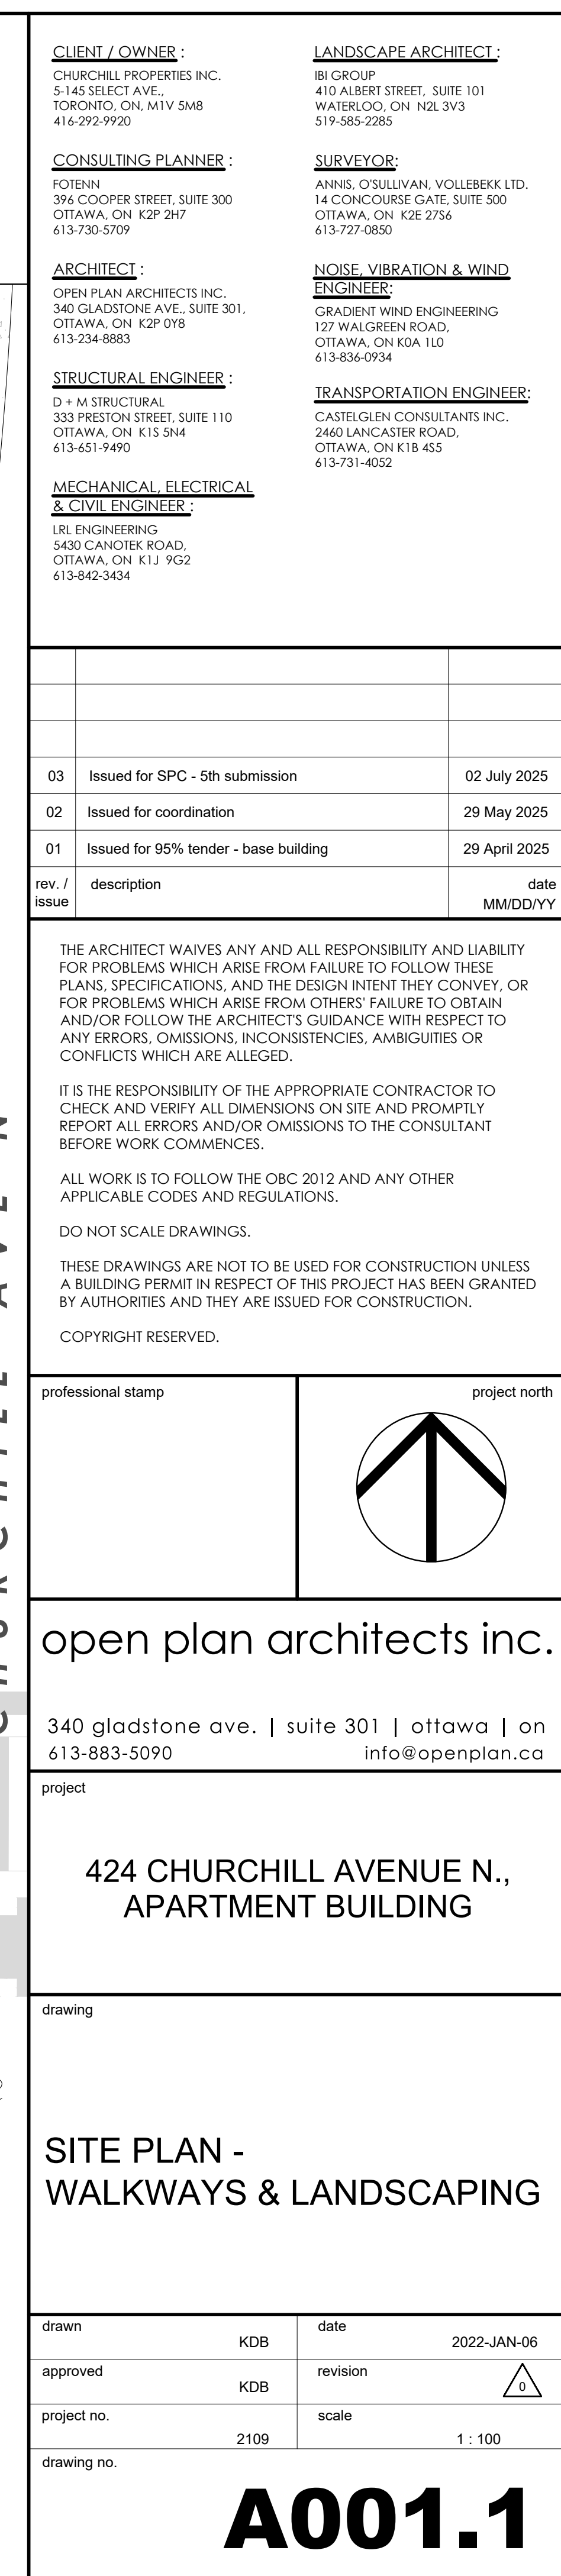 CLIENT / OWNER :
CHURCHILL PROPERTIES INC.
5-145 SELECT AVE.,
TORONTO, ON, M1V 5M8
416-292-9920
CONSULTING PLANNER :
FOTENN
396 COOPER STREET, SUITE 300
OTTAWA, ON K2P 2H7
613-730-5709
ARCHITECT :
OPEN PLAN ARCHITECTS INC.
340 GLADSTONE AVE., SUITE 301,
OTTAWA, ON K2P 0Y8
613-234-8883
STRUCTURAL ENGINEER :
D + M STRUCTURAL
333 PRESTON STREET, SUITE 110
OTTAWA, ON K1S 5N4
613-651-9490
MECHANICAL, ELECTRICAL
& CIVIL ENGINEER :
LRL ENGINEERING
5430 CANOTEK ROAD,
OTTAWA, ON K1J 9G2
613-842-3434
LANDSCAPE ARCHITECT :
IBI GROUP
410 ALBERT STREET, SUITE 101
WATERLOO, ON N2L 3V3
519-585-2285
SURVEYOR:
ANNIS, O'SULLIVAN, VOLLEBEKK LTD.
14 CONCOURSE GATE, SUITE 500
OTTAWA, ON K2E 27S6
613-727-0850
NOISE, VIBRATION & WIND
ENGINEER:
GRADIENT WIND ENGINEERING
127 WALGREEN ROAD,
OTTAWA, ON K0A 1L0
613-836-0934
TRANSPORTATION ENGINEER:
CASTELGLEN CONSULTANTS INC.
2460 LANCASTER ROAD,
OTTAWA, ON K1B 4S5
613-731-4052
03 Issued for SPC - 5th submission 02 July 2025
02 Issued for coordination 29 May 2025
01 Issued for 95% tender - base building 29 April 2025
rev. / description date
issue MM/DD/YY
THE ARCHITECT WAIVES ANY AND ALL RESPONSIBILITY AND LIABILITY
FOR PROBLEMS WHICH ARISE FROM FAILURE TO FOLLOW THESE
PLANS, SPECIFICATIONS, AND THE DESIGN INTENT THEY CONVEY, OR
FOR PROBLEMS WHICH ARISE FROM OTHERS' FAILURE TO OBTAIN
AND/OR FOLLOW THE ARCHITECT'S GUIDANCE WITH RESPECT TO
ANY ERRORS, OMISSIONS, INCONSISTENCIES, AMBIGUITIES OR
CONFLICTS WHICH ARE ALLEGED.
IT IS THE RESPONSIBILITY OF THE APPROPRIATE CONTRACTOR TO
CHECK AND VERIFY ALL DIMENSIONS ON SITE AND PROMPTLY
REPORT ALL ERRORS AND/OR OMISSIONS TO THE CONSULTANT
BEFORE WORK COMMENCES.
ALL WORK IS TO FOLLOW THE OBC 2012 AND ANY OTHER
APPLICABLE CODES AND REGULATIONS.
DO NOT SCALE DRAWINGS.
THESE DRAWINGS ARE NOT TO BE USED FOR CONSTRUCTION UNLESS
A BUILDING PERMIT IN RESPECT OF THIS PROJECT HAS BEEN GRANTED
BY AUTHORITIES AND THEY ARE ISSUED FOR CONSTRUCTION.
COPYRIGHT RESERVED.
professional stamp
project north
open plan architects inc.
340 gladstone ave. | suite 301 | ottawa | on
613-883-5090 info@openplan.ca
project
424 CHURCHILL AVENUE N.,
APARTMENT BUILDING
drawing
SITE PLAN -
WALKWAYS & LANDSCAPING
drawn
KDB
date
2022-JAN-06
approved
KDB
revision
0
project no.
2109
scale
1 : 100
drawing no.
A001.1